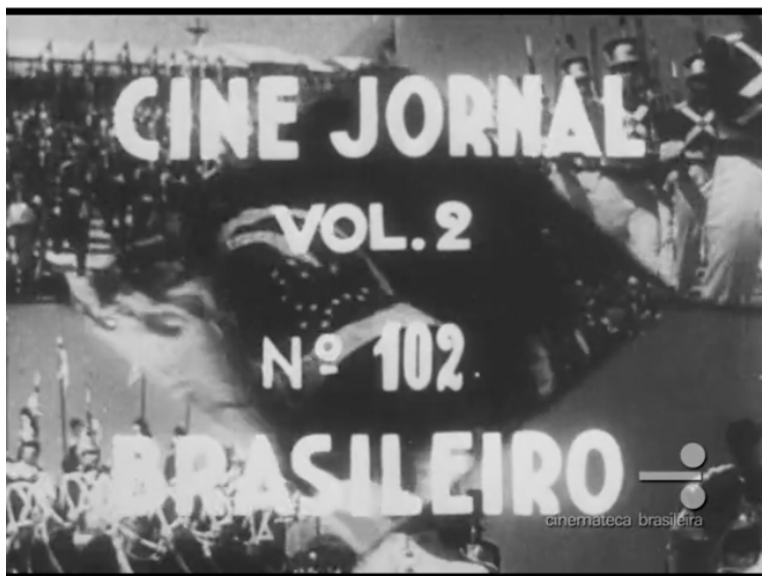 CINE JORNAL
VOL. 2
Nº 102
BRASILEIRO
cinemateca brasileira